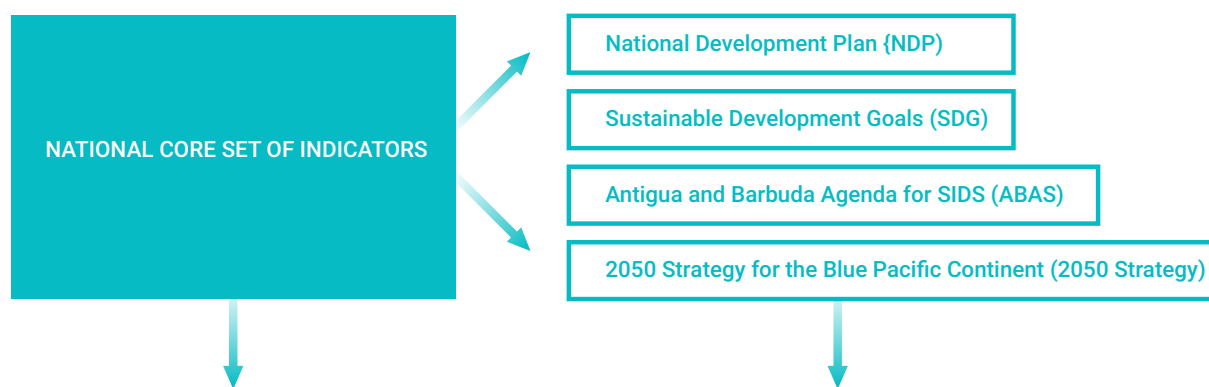 NATIONAL CORE SET OF INDICATORS
National Development Plan {NDP)
Sustainable Development Goals (SDG)
Antigua and Barbuda Agenda for SIDS (ABAS)
2050 Strategy for the Blue Pacific Continent (2050 Strategy)